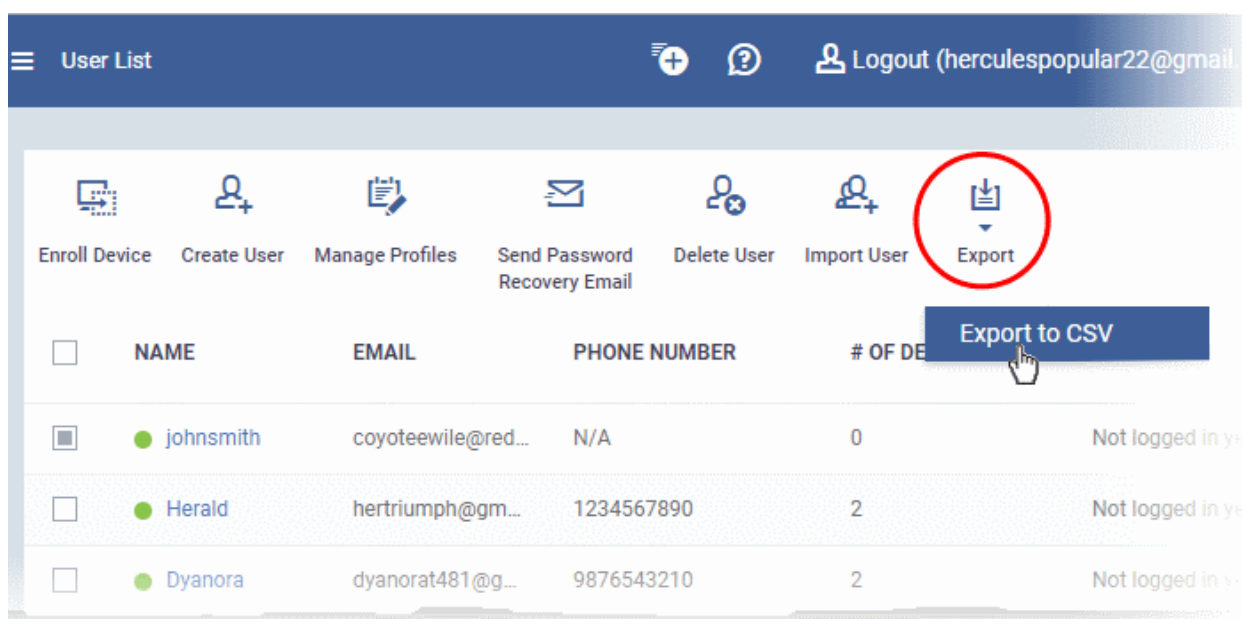 User List
Logout (herculespopular22@gmail.
Enroll Device Create User Manage Profiles Send Password Recovery Email Delete User Import User Export
Export to CSV
NAME EMAIL PHONE NUMBER # OF DE
johnsmith coyoteewile@red... N/A 0 Not logged in
Herald hertriumph@gm... 1234567890 2 Not logged in
Dyanora dyanorat481@g... 9876543210 2 Not logged in